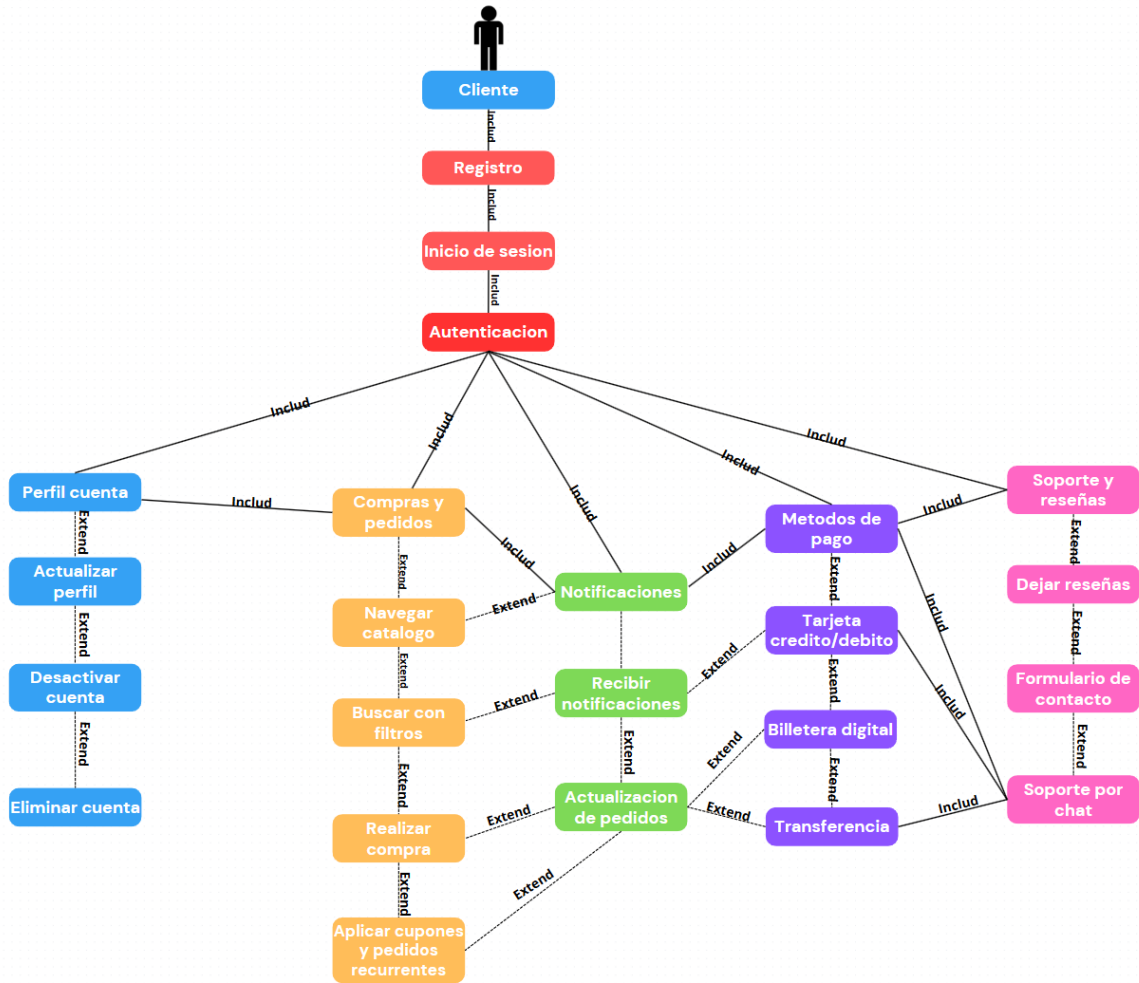 Cliente
Includ
Registro
Includ
Inicio de sesion
Includ
Autenticacion
Includ
Includ
Includ
Includ
Includ
Perfil cuenta
Extend
Actualizar
perfil
Extend
Desactivar
cuenta
Extend
Eliminar cuenta
Includ
Compras y
pedidos
Extend
Navegar
catalogo
Extend
Buscar con
filtros
Extend
Realizar
compra
Extend
Aplicar cupones
y pedidos
recurrentes
Includ
Extend
Extend
Extend
Extend
Notificaciones
Recibir
notificaciones
Extend
Actualizacion
de pedidos
Includ
Extend
Extend
Extend
Metodos de
pago
Extend
Tarjeta
credito/debito
Extend
Billetera digital
Extend
Transferencia
Includ
Includ
Includ
Includ
Soporte y
reseñas
Extend
Dejar reseñas
Extend
Formulario de
contacto
Extend
Soporte por
chat